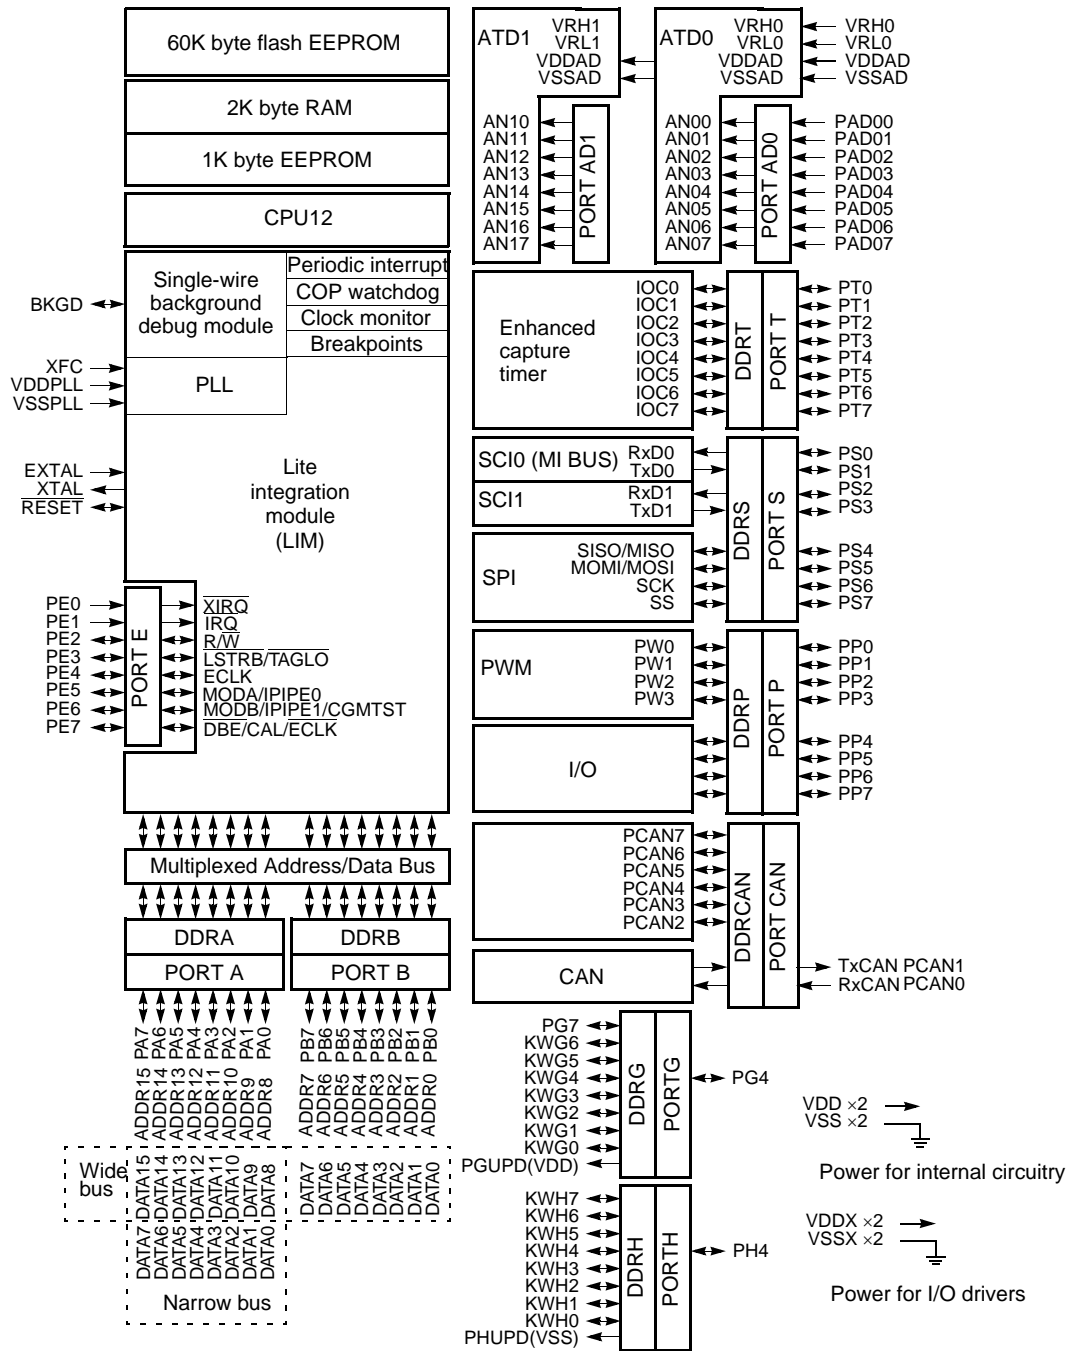 60K byte flash EEPROM
2K byte RAM
1K byte EEPROM
CPU12
Single-wire
background
debug module
Periodic interrupt
COP watchdog
Clock monitor
Breakpoints
BKGD
XFC
VDDPLL
VSSPLL
PLL
EXTAL
XTAL
RESET
Lite
integration
module
(LIM)
PE0
PE1
PE2
PE3
PE4
PE5
PE6
PE7
PORT E
XIRQ
IRQ
R/W
LSTRB/TAGLO
ECLK
MODA/IPIPE0
MODB/IPIPE1/CGMTST
DBE/CAL/ECLK
Multiplexed Address/Data Bus
DDRA
DDRB
PORT A
PORT B
PA7
PA6
PA5
PA4
PA3
PA2
PA1
PA0
PB7
PB6
PB5
PB4
PB3
PB2
PB1
PB0
ADDR15
ADDR14
ADDR13
ADDR12
ADDR11
ADDR10
ADDR9
ADDR8
ADDR7
ADDR6
ADDR5
ADDR4
ADDR3
ADDR2
ADDR1
ADDR0
Wide
bus
DATA15
DATA14
DATA13
DATA12
DATA11
DATA10
DATA9
DATA8
DATA7
DATA6
DATA5
DATA4
DATA3
DATA2
DATA1
DATA0
DATA7
DATA6
DATA5
DATA4
DATA3
DATA2
DATA1
DATA0
Narrow bus
ATD1
VRH1
VRL1
VDDAD
VSSAD
AN10
AN11
AN12
AN13
AN14
AN15
AN16
AN17
PORT AD1
ATD0
VRH0
VRL0
VDDAD
VSSAD
VRH0
VRL0
VDDAD
VSSAD
AN00
AN01
AN02
AN03
AN04
AN05
AN06
AN07
PORT AD0
PAD00
PAD01
PAD02
PAD03
PAD04
PAD05
PAD06
PAD07
Enhanced
capture
timer
IOC0
IOC1
IOC2
IOC3
IOC4
IOC5
IOC6
IOC7
DDRT
PORT T
PT0
PT1
PT2
PT3
PT4
PT5
PT6
PT7
SCI0 (MI BUS)
RxD0
TxD0
SCI1
RxD1
TxD1
SPI
SISO/MISO
MOMI/MOSI
SCK
SS
DDRS
PORT S
PS0
PS1
PS2
PS3
PS4
PS5
PS6
PS7
PWM
PW0
PW1
PW2
PW3
I/O
DDRP
PORT P
PP0
PP1
PP2
PP3
PP4
PP5
PP6
PP7
PCAN7
PCAN6
PCAN5
PCAN4
PCAN3
PCAN2
CAN
DDRCAN
PORT CAN
TxCAN PCAN1
RxCAN PCAN0
PG7
KWG6
KWG5
KWG4
KWG3
KWG2
KWG1
KWG0
PGUPD(VDD)
DDRG
PORTG
PG4
KWH7
KWH6
KWH5
KWH4
KWH3
KWH2
KWH1
KWH0
PHUPD(VSS)
DDRH
PORTH
PH4
VDD ×2
VSS ×2
Power for internal circuitry
VDDX ×2
VSSX ×2
Power for I/O drivers